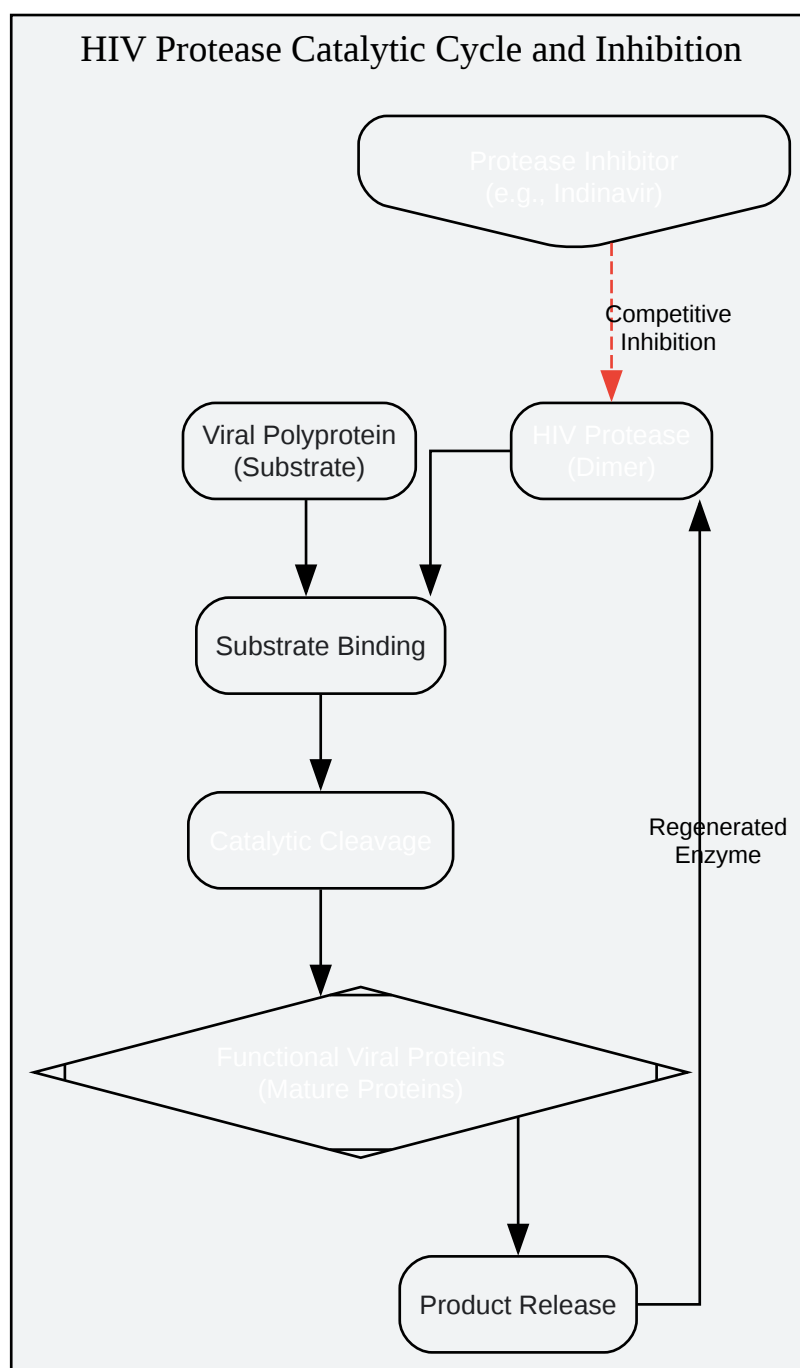 HIV Protease Catalytic Cycle and Inhibition
Protease Inhibitor
(e.g., Indinavir)
Competitive
Inhibition
Viral Polyprotein
(Substrate)
HIV Protease
(Dimer)
Substrate Binding
Catalytic Cleavage
Regenerated
Enzyme
Functional Viral Proteins
(Mature Proteins)
Product Release